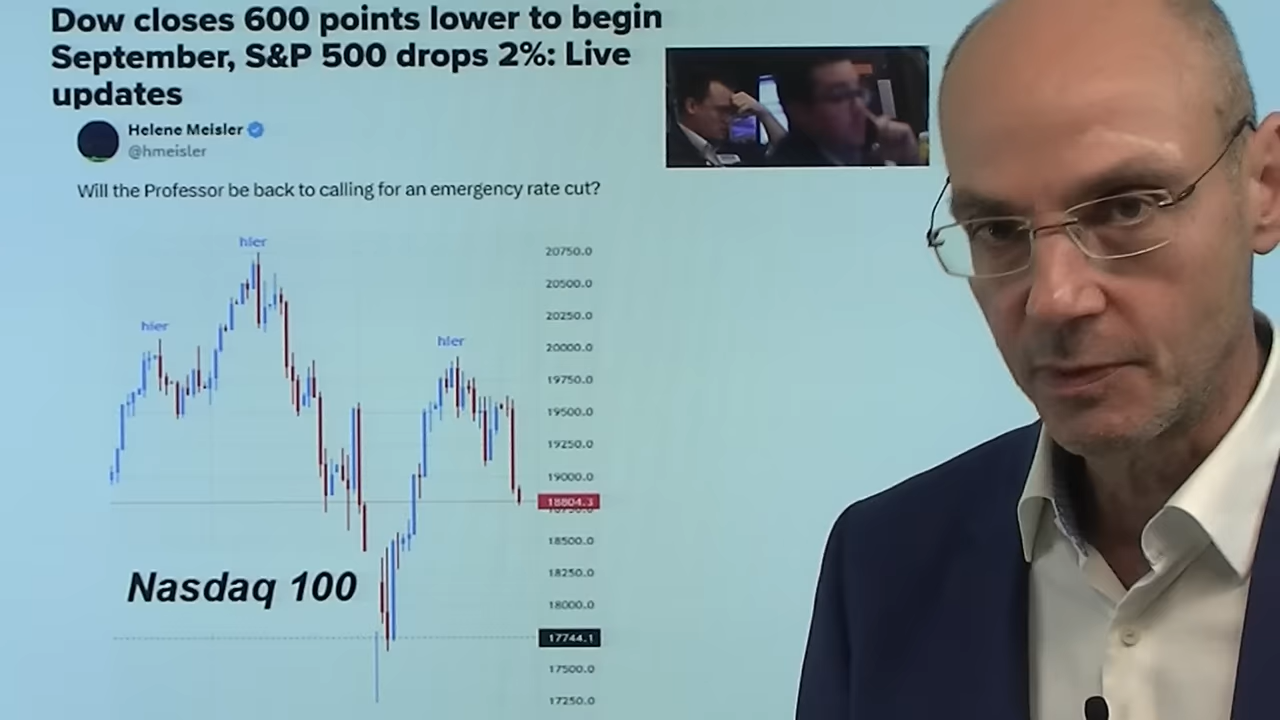 Dow closes 600 points lower to begin
September, S&P 500 drops 2%: Live
updates
Helene Meisler
@hmeisler
Will the Professor be back to calling for an emergency rate cut?
hier
hier
hier
20750.0
20500.0
20250.0
20000.0
19750.0
19500.0
19250.0
19000.0
18804.3
18750.0
18500.0
18250.0
18000.0
17744.1
17500.0
17250.0
Nasdaq 100